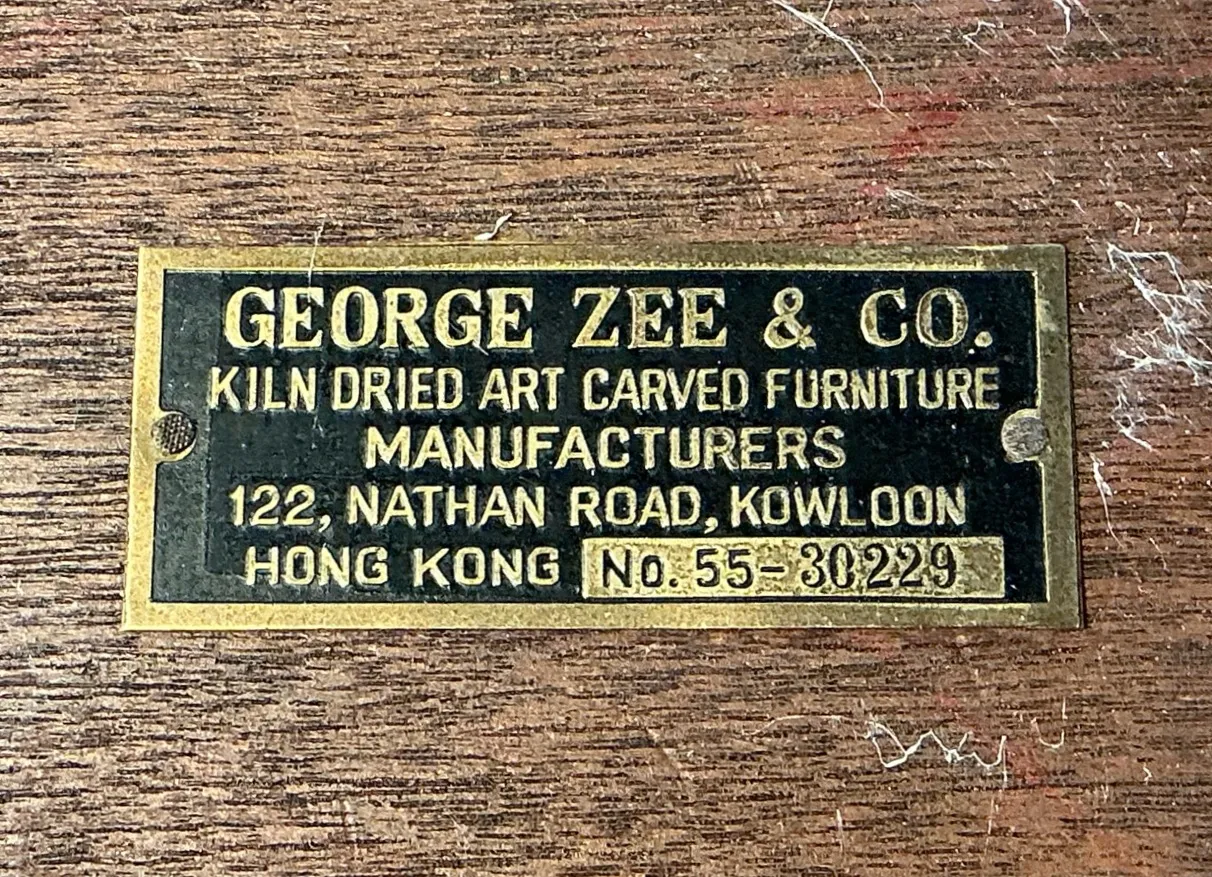 GEORGE ZEE & CO.
KILN DRIED ART CARVED FURNITURE
MANUFACTURERS
122, NATHAN ROAD, KOWLOON
HONG KONG No. 55-30229